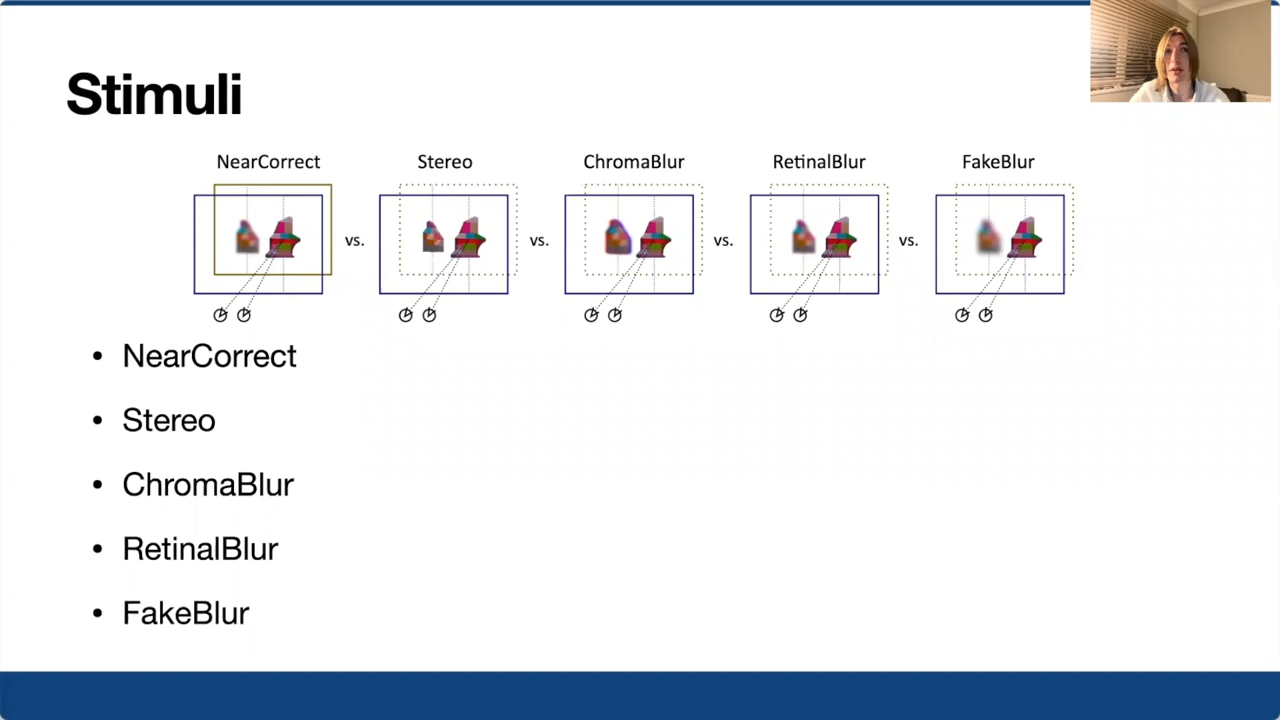 Stimuli
NearCorrect Stereo ChromaBlur RetinalBlur FakeBlur
vs. vs. vs. vs.
• NearCorrect
• Stereo
• ChromaBlur
• RetinalBlur
• FakeBlur